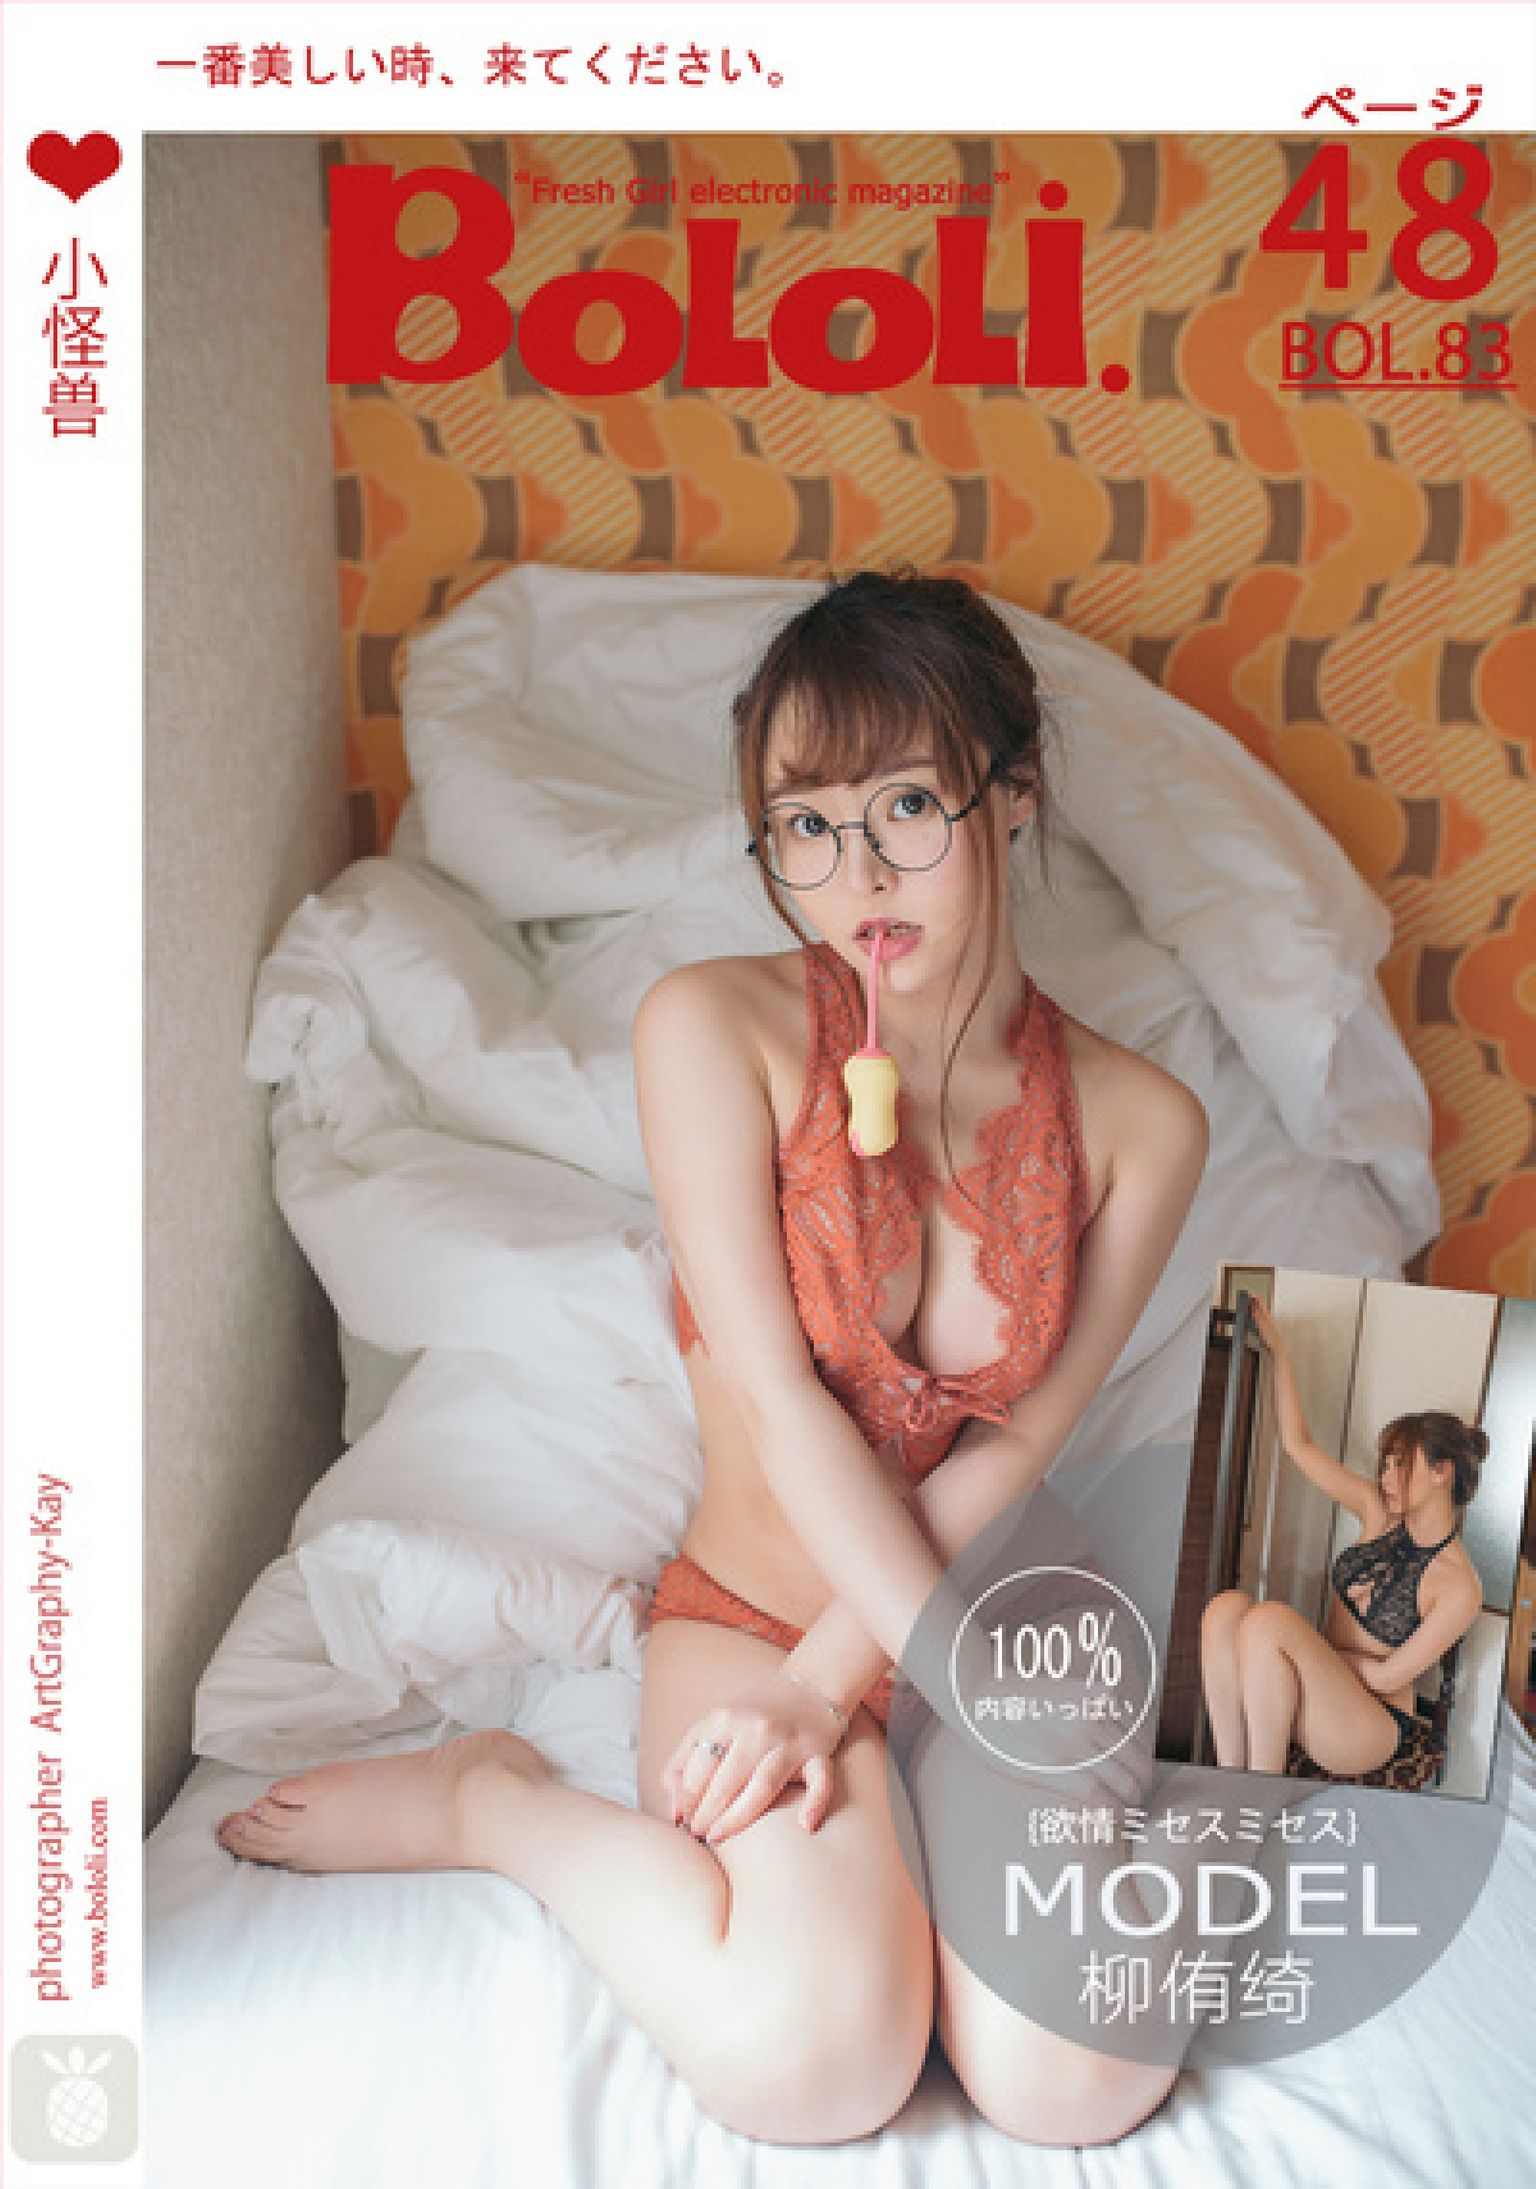 一番美しい時、来てください。
ページ
48
BOL.83
"Fresh Girl electronic magazine"
BoLoLi.
❤ 小怪兽
photographer ArtGraphy-Kay
www.bololi.com
100%
内容いっぱい
{欲情ミセスミセス}
MODEL
柳侑绮